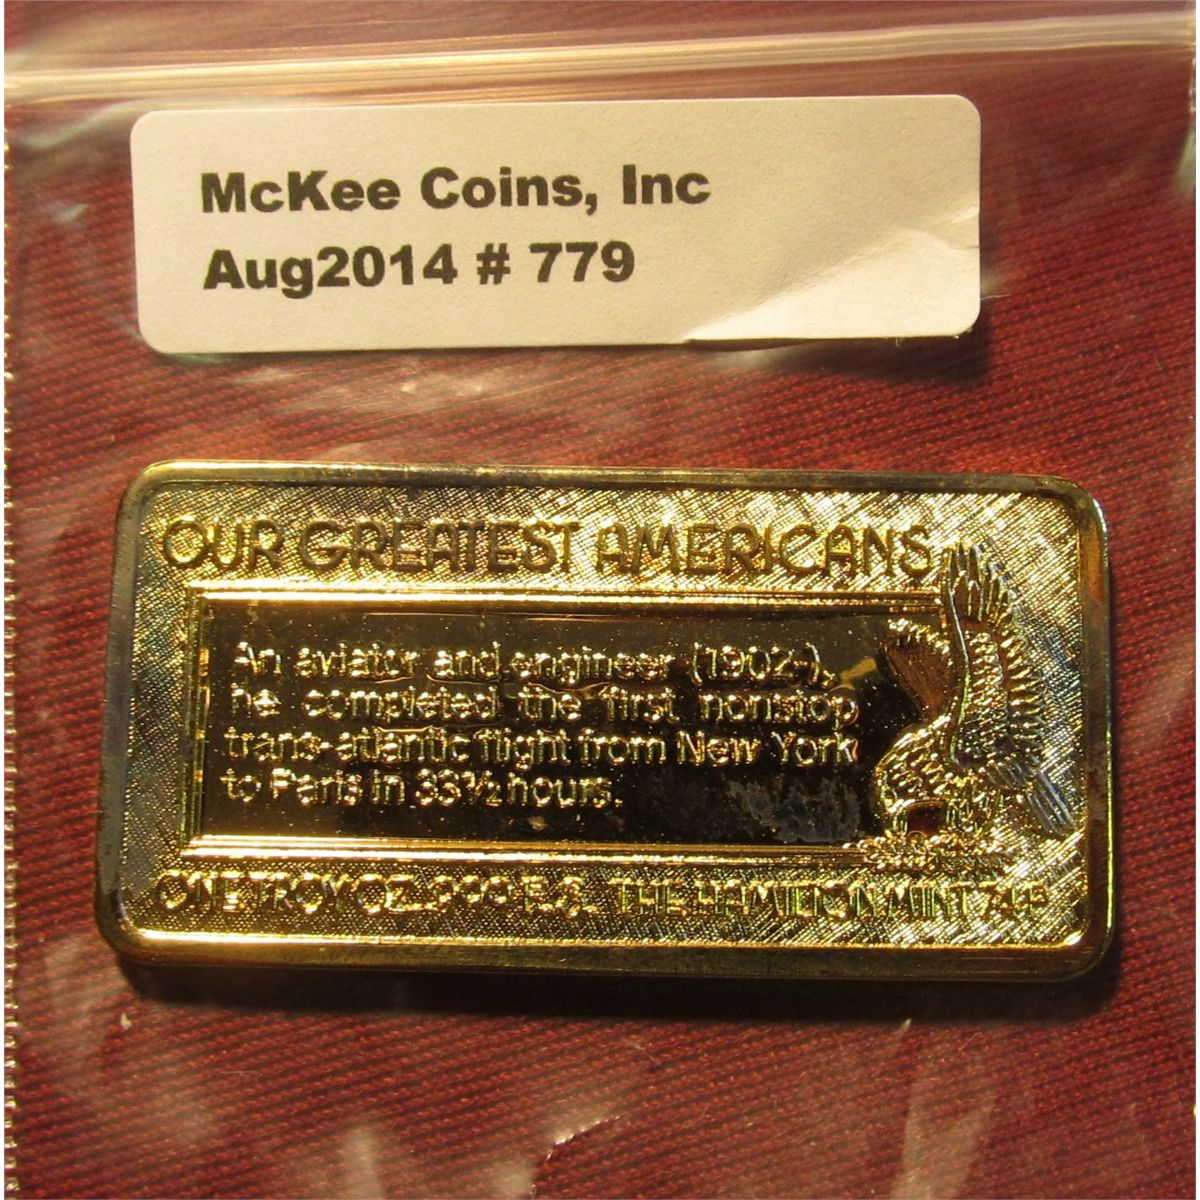 McKee Coins, Inc
Aug2014 # 779
OUR GREATEST AMERICANS
An aviator and engineer (1902-),
he completed the first nonstop
trans-atlantic flight from New York
to Paris in 33½ hours.
ONE TROY OZ. .999 F.S. THE HAMILTON MINT 74P